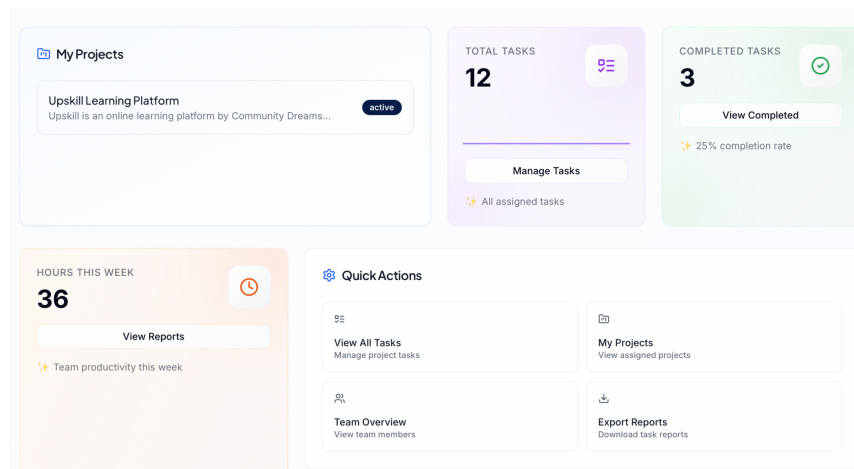 My Projects
Upskill Learning Platform
Upskill is an online learning platform by Community Dreams...
active
TOTAL TASKS
12
Manage Tasks
✨ All assigned tasks
COMPLETED TASKS
3
View Completed
✨ 25% completion rate
HOURS THIS WEEK
36
View Reports
✨ Team productivity this week
Quick Actions
View All Tasks
Manage project tasks
My Projects
View assigned projects
Team Overview
View team members
Export Reports
Download task reports